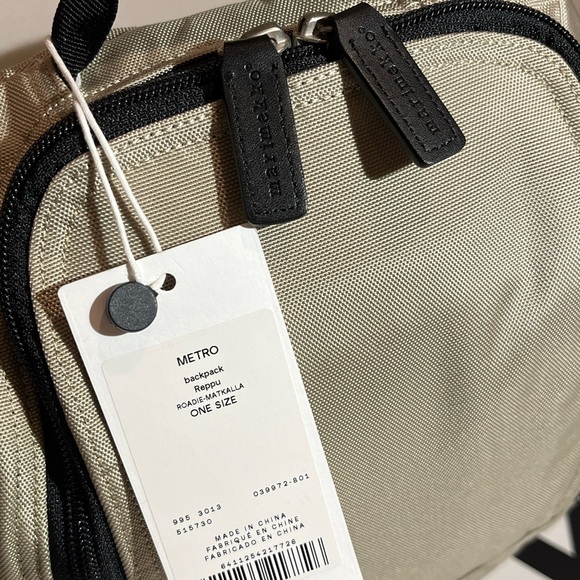 marimekko®
marimekko®
METRO
backpack
Reppu
ROADIE-MATKALLA
ONE SIZE
995 3013 039972-801
515730
MADE IN CHINA
FABRIQUÉ EN CHINE
FABRICADO EN CHINA
6411254217726